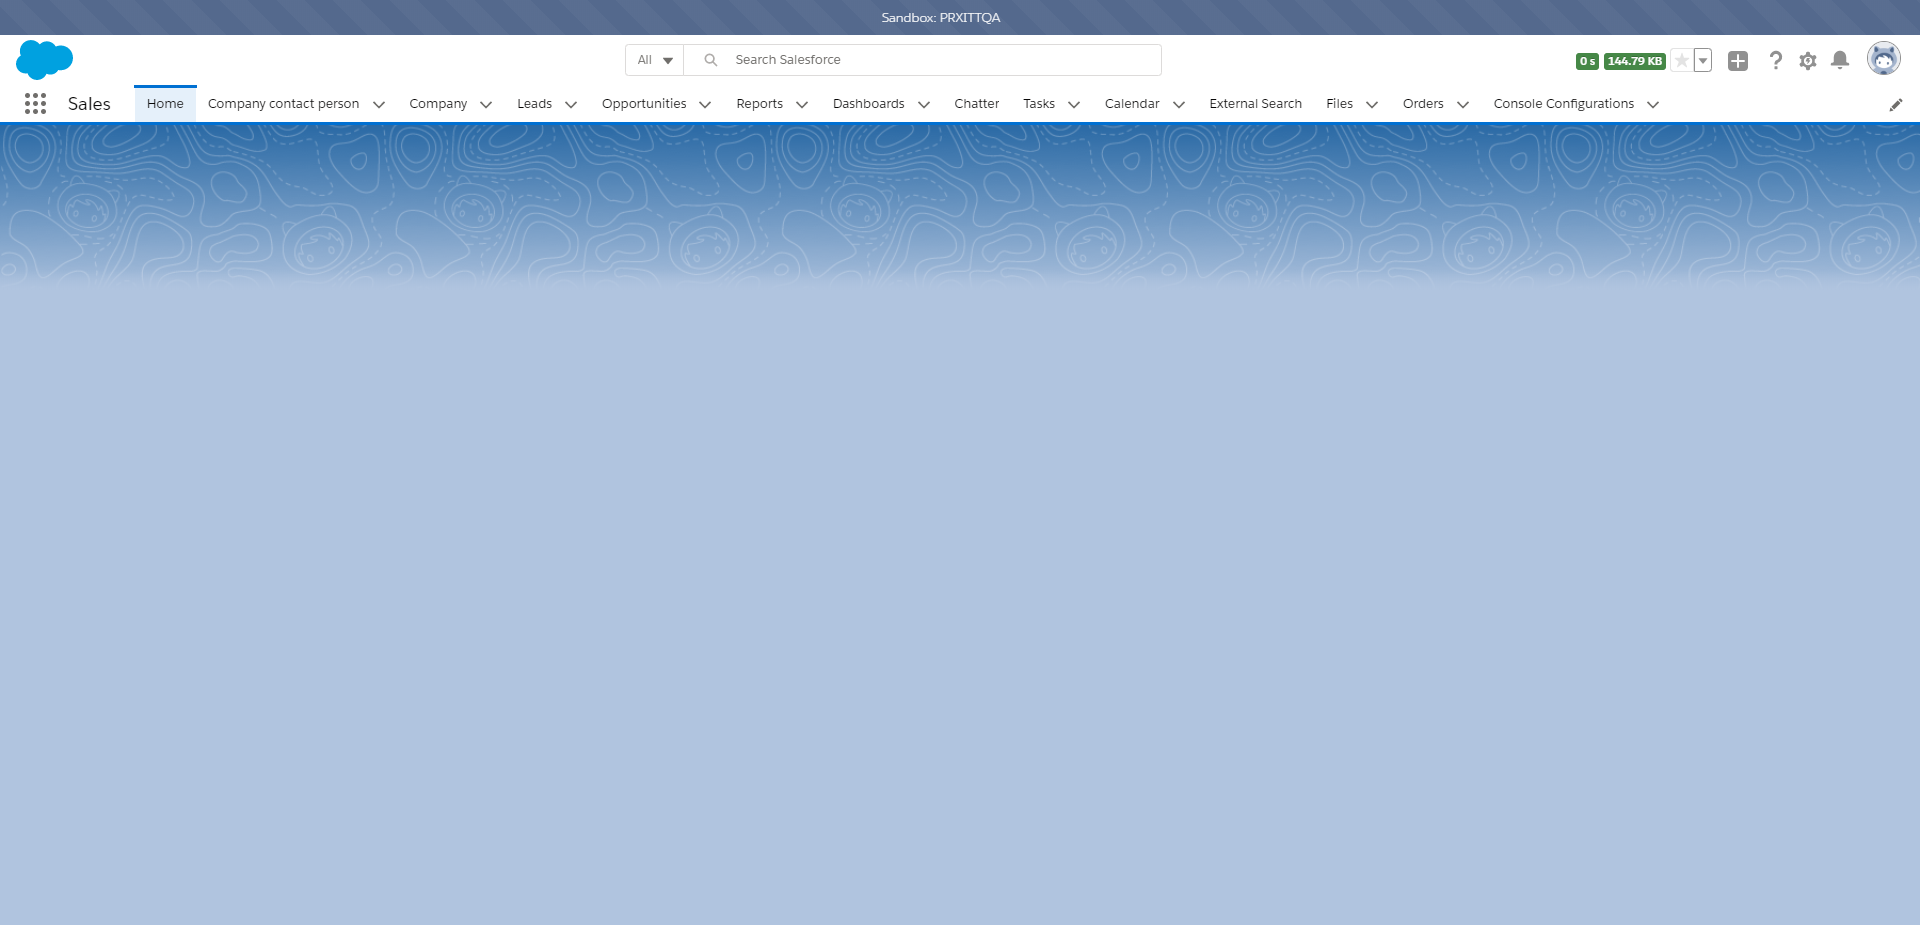 Sandbox: PRXITTQA
All
Search Salesforce
0 s
144.79 KB
Sales
Home
Company contact person
Company
Leads
Opportunities
Reports
Dashboards
Chatter
Tasks
Calendar
External Search
Files
Orders
Console Configurations